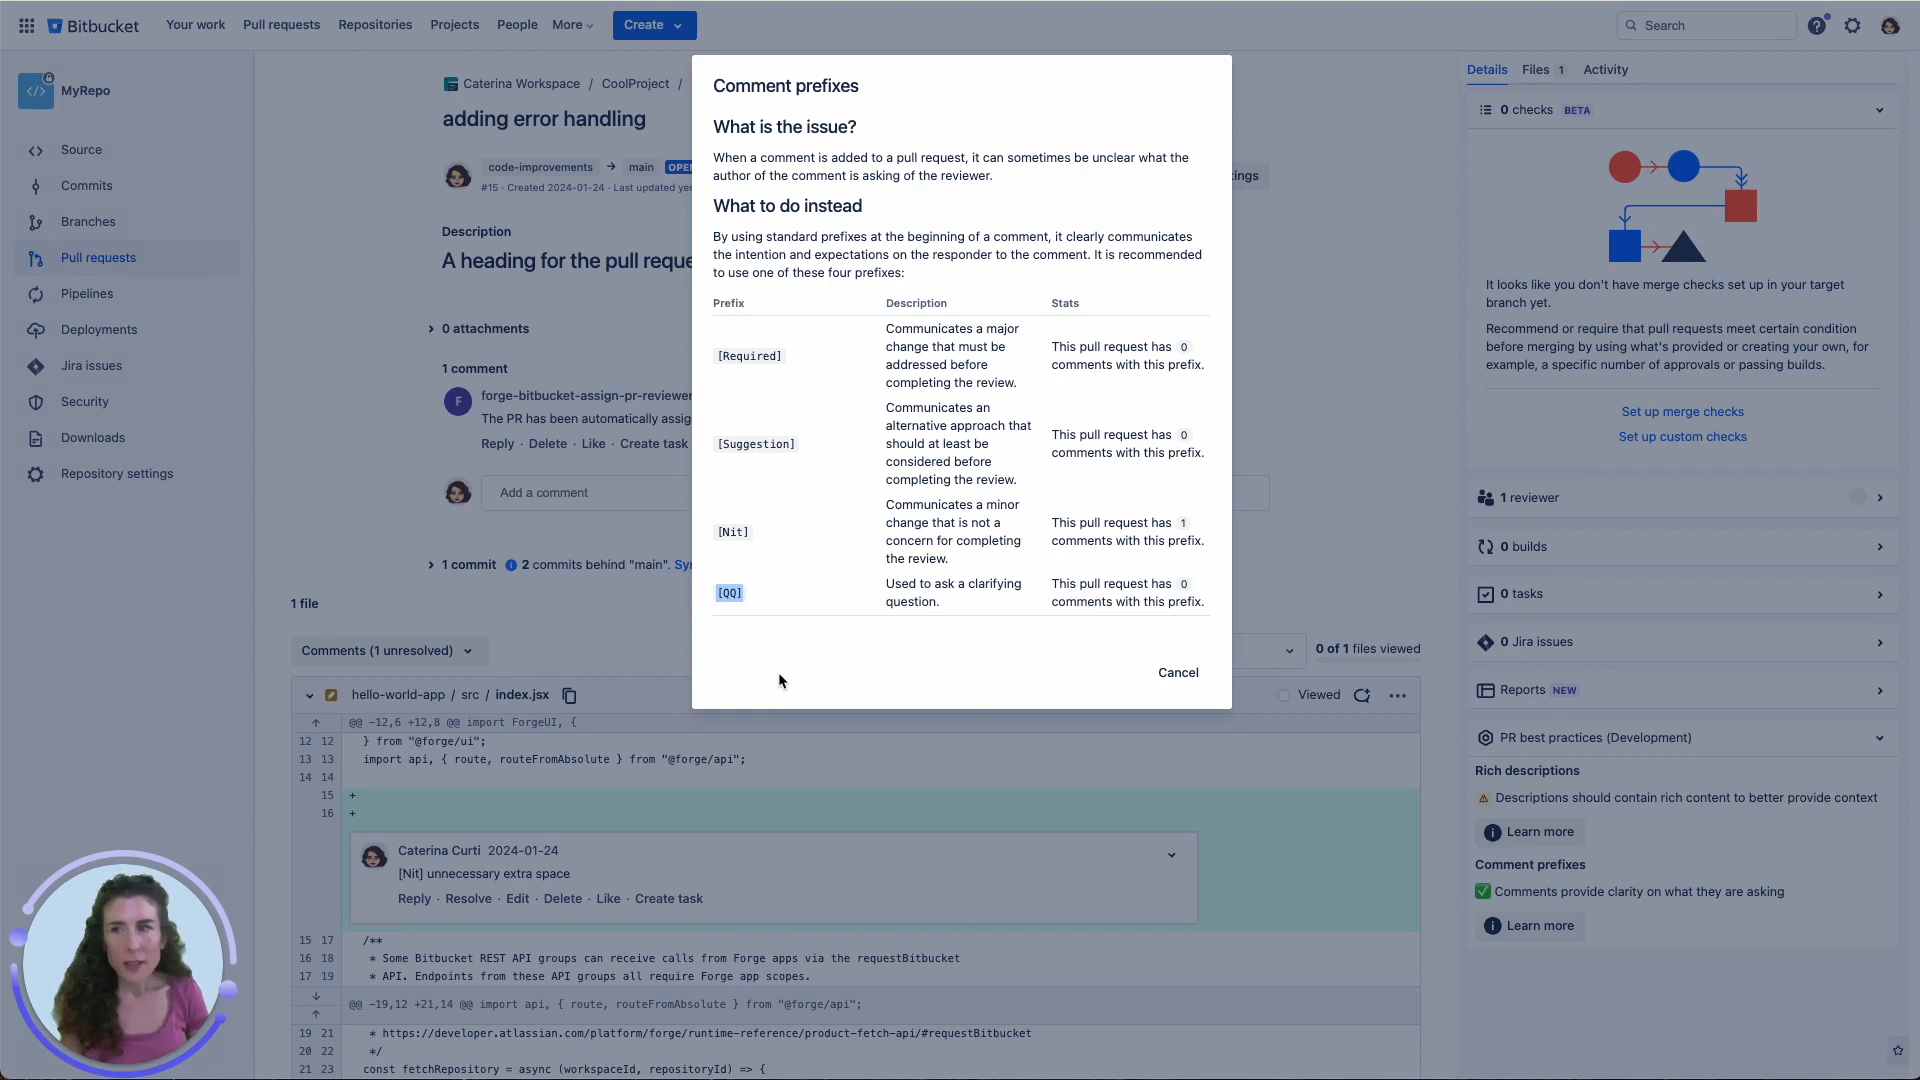 Bitbucket Your work Pull requests Repositories Projects People More Create Search
MyRepo
Source
Commits
Branches
Pull requests
Pipelines
Deployments
Jira issues
Security
Downloads
Repository settings
Caterina Workspace / CoolProject /
adding error handling
code-improvements → main OPEN
#15 · Created 2024-01-24 · Last updated yes
tings
Description
A heading for the pull reque
0 attachments
1 comment
F
forge-bitbucket-assign-pr-reviewer
The PR has been automatically assig
Reply · Delete · Like · Create task
Add a comment
1 commit 2 commits behind "main". Syn
1 file
Comments (1 unresolved)
0 of 1 files viewed
hello-world-app / src / index.jsx
Viewed
@@ -12,6 +12,8 @@ import ForgeUI, {
12 12 } from "@forge/ui";
13 13 import api, { route, routeFromAbsolute } from "@forge/api";
14 14
15 +
16 +
Caterina Curti 2024-01-24
[Nit] unnecessary extra space
Reply · Resolve · Edit · Delete · Like · Create task
15 17 /**
16 18 * Some Bitbucket REST API groups can receive calls from Forge apps via the requestBitbucket
17 19 * API. Endpoints from these API groups all require Forge app scopes.
@@ -19,12 +21,14 @@ import api, { route, routeFromAbsolute } from "@forge/api";
19 21 * https://developer.atlassian.com/platform/forge/runtime-reference/product-fetch-api/#requestBitbucket
20 22 */
21 23 const fetchRepository = async (workspaceId, repositoryId) => {
Comment prefixes
What is the issue?
When a comment is added to a pull request, it can sometimes be unclear what the
author of the comment is asking of the reviewer.
What to do instead
By using standard prefixes at the beginning of a comment, it clearly communicates
the intention and expectations on the responder to the comment. It is recommended
to use one of these four prefixes:
Prefix Description Stats
[Required]
Communicates a major
change that must be
addressed before
completing the review.
This pull request has 0
comments with this prefix.
[Suggestion]
Communicates an
alternative approach that
should at least be
considered before
completing the review.
This pull request has 0
comments with this prefix.
[Nit]
Communicates a minor
change that is not a
concern for completing
the review.
This pull request has 1
comments with this prefix.
[QQ]
Used to ask a clarifying
question.
This pull request has 0
comments with this prefix.
Cancel
Details Files 1 Activity
0 checks BETA
It looks like you don't have merge checks set up in your target
branch yet.
Recommend or require that pull requests meet certain condition
before merging by using what's provided or creating your own, for
example, a specific number of approvals or passing builds.
Set up merge checks
Set up custom checks
1 reviewer
0 builds
0 tasks
0 Jira issues
Reports NEW
PR best practices (Development)
Rich descriptions
Descriptions should contain rich content to better provide context
Learn more
Comment prefixes
Comments provide clarity on what they are asking
Learn more